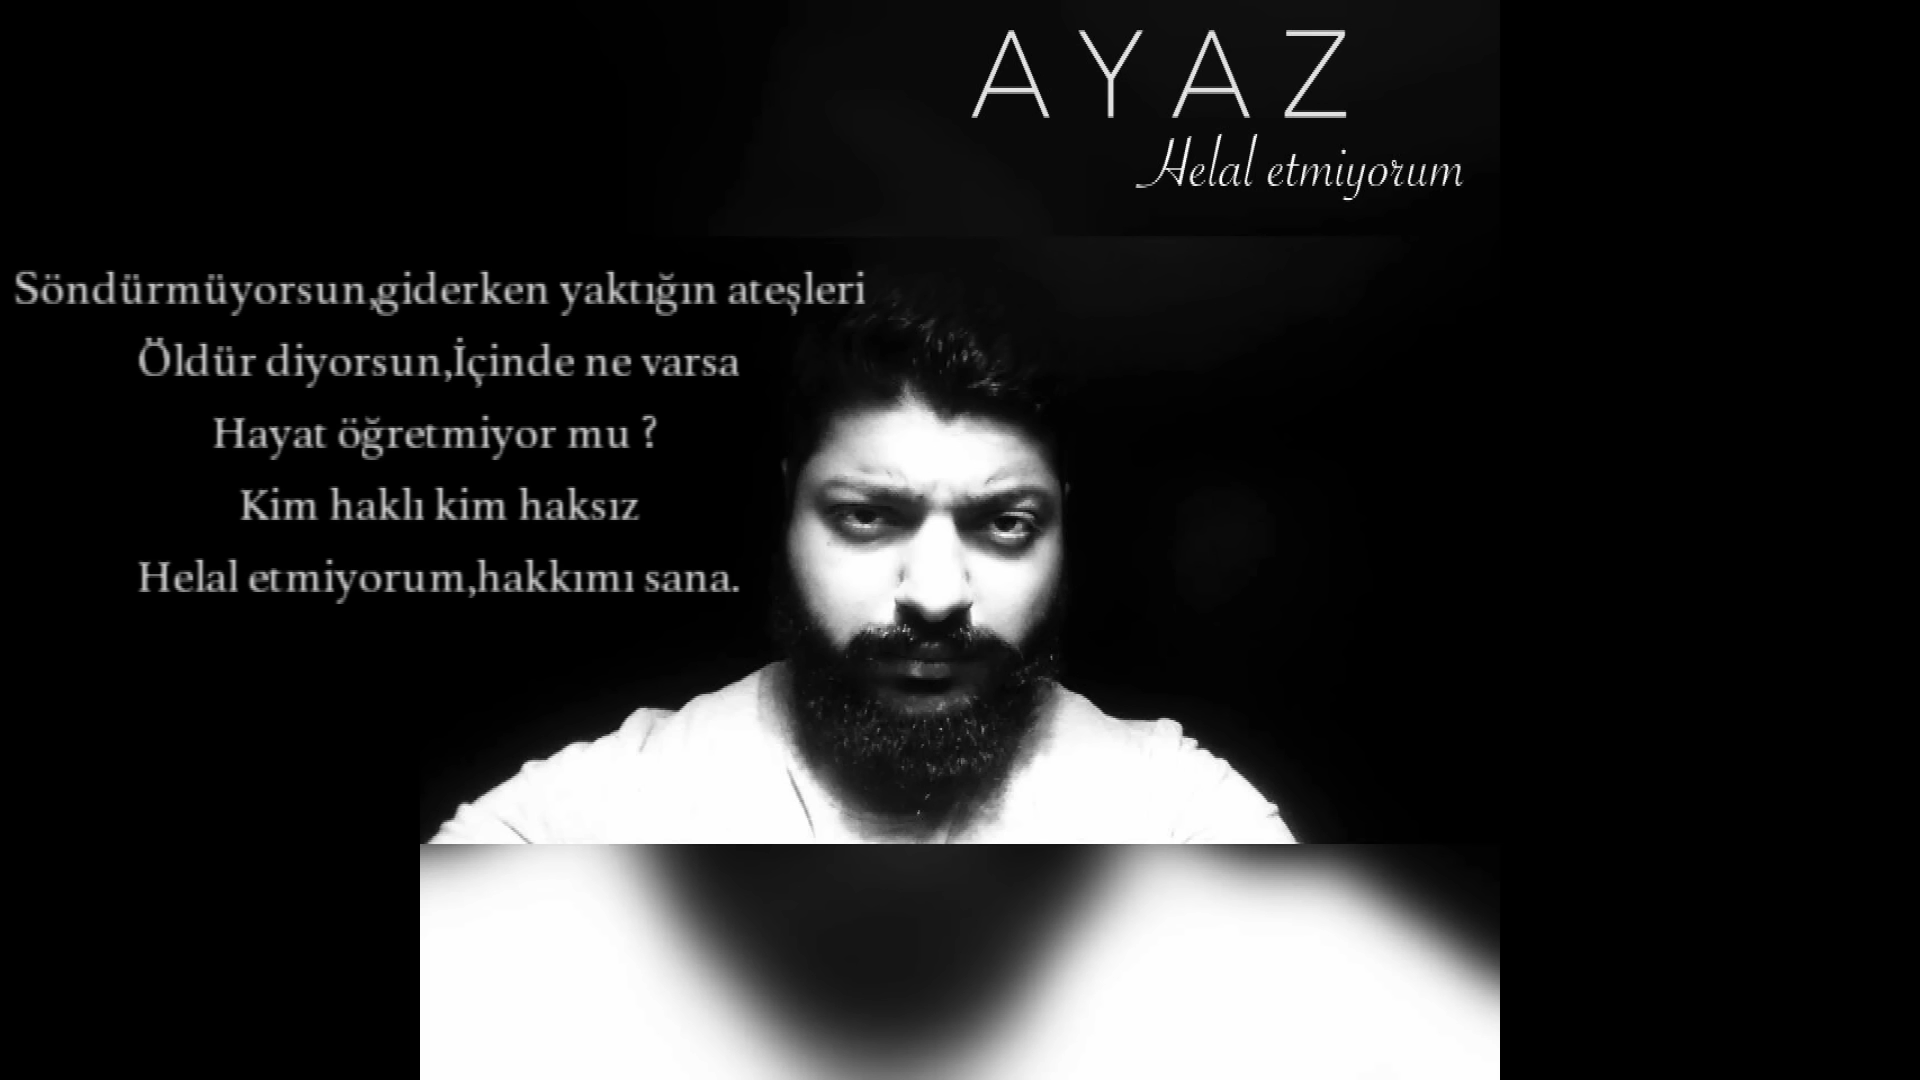 AYAZ
Helal etmiyorum
Söndürmüyorsun,giderken yaktığın ateşleri
Öldür diyorsun,İçinde ne varsa
Hayat öğretmiyor mu ?
Kim haklı kim haksız
Helal etmiyorum,hakkımı sana.